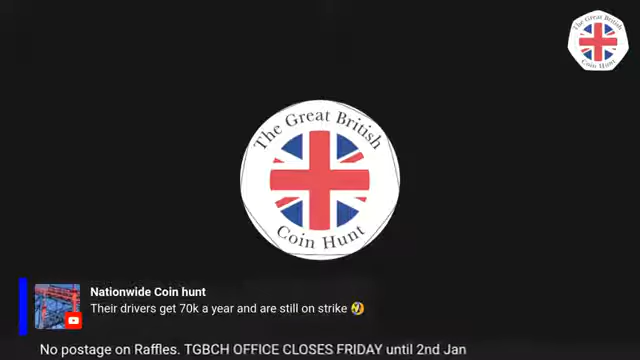 The Great British
Coin Hunt
The Great British
Coin Hunt
Nationwide Coin hunt
Their drivers get 70k a year and are still on strike 🤣
No postage on Raffles. TGBCH OFFICE CLOSES FRIDAY until 2nd Jan